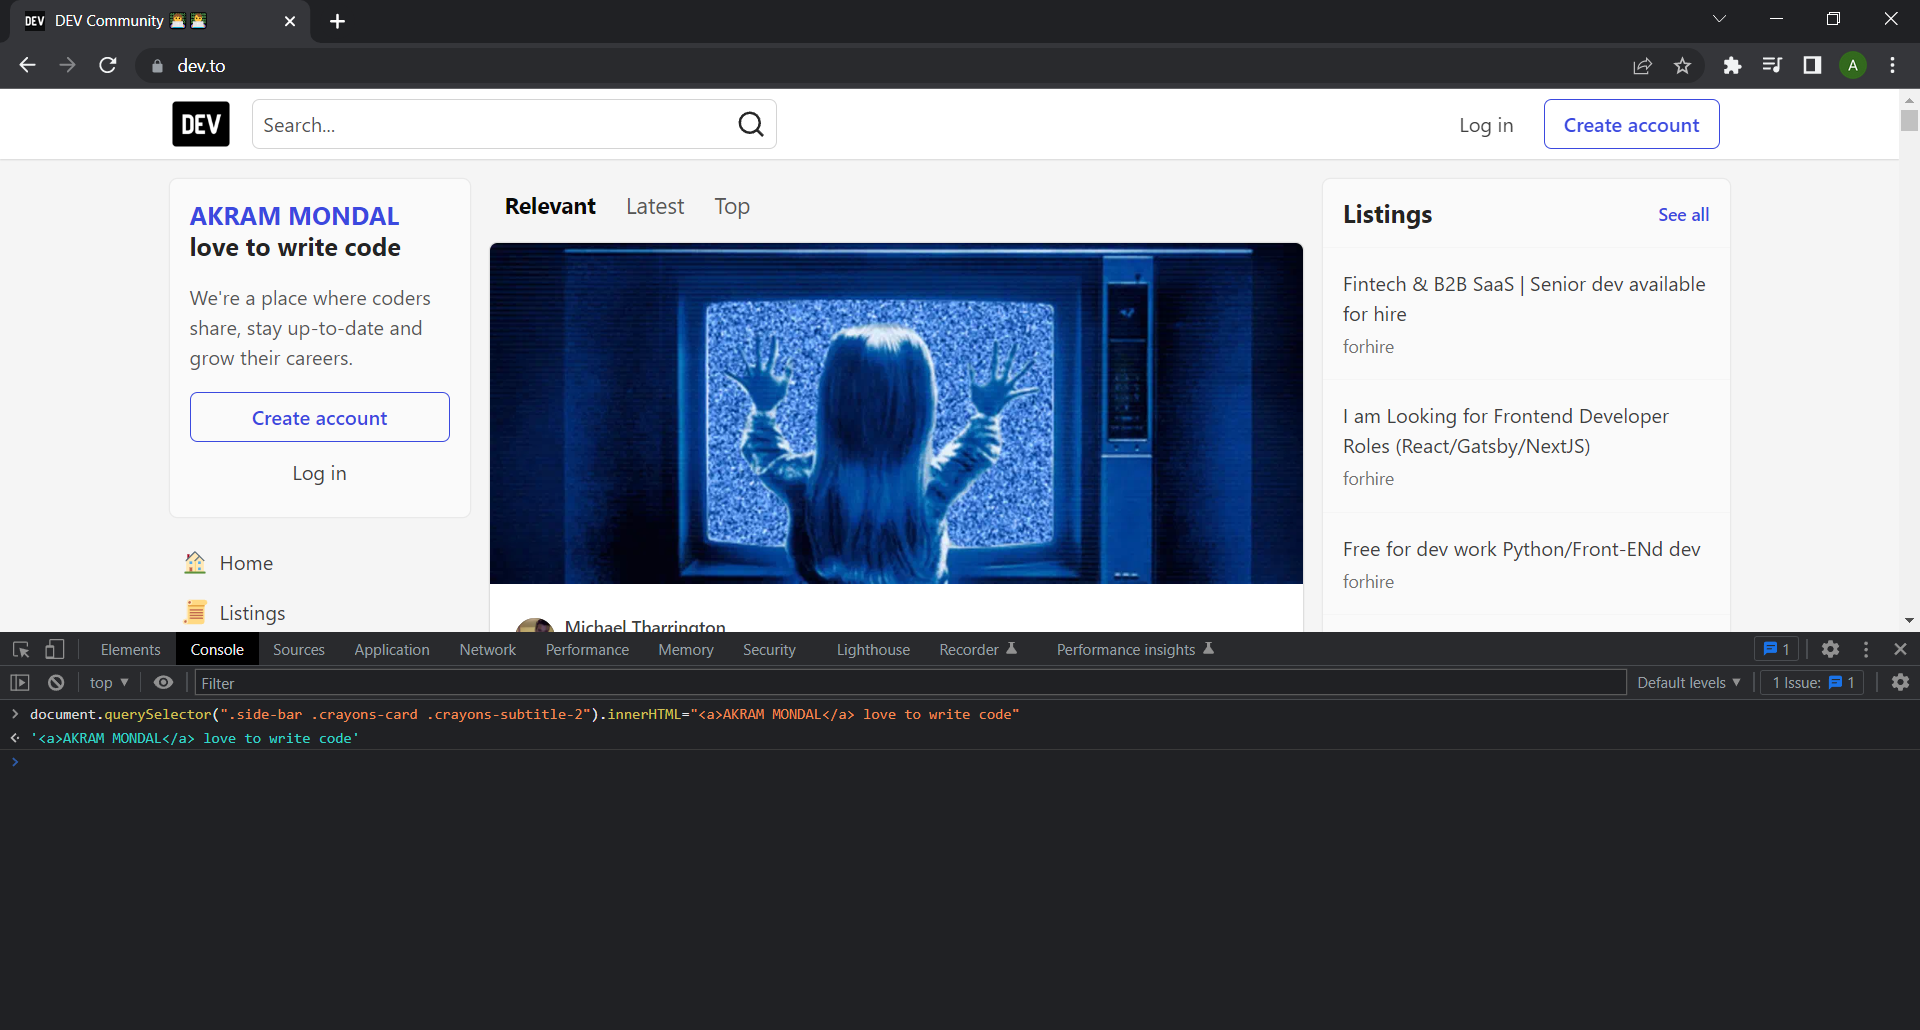 DEV DEV Community
dev.to
A
DEV
Search...
Log in
Create account
AKRAM MONDAL
love to write code
We're a place where coders
share, stay up-to-date and
grow their careers.
Create account
Log in
Home
Listings
Relevant Latest Top
Michael Tharrington
Listings
See all
Fintech & B2B SaaS | Senior dev available
for hire
forhire
I am Looking for Frontend Developer
Roles (React/Gatsby/NextJS)
forhire
Free for dev work Python/Front-ENd dev
forhire
Elements Console Sources Application Network Performance Memory Security Lighthouse Recorder Performance insights 1
top Filter Default levels 1 Issue: 1
document.querySelector(".side-bar .crayons-card .crayons-subtitle-2").innerHTML="<a>AKRAM MONDAL</a> love to write code"
'<a>AKRAM MONDAL</a> love to write code'